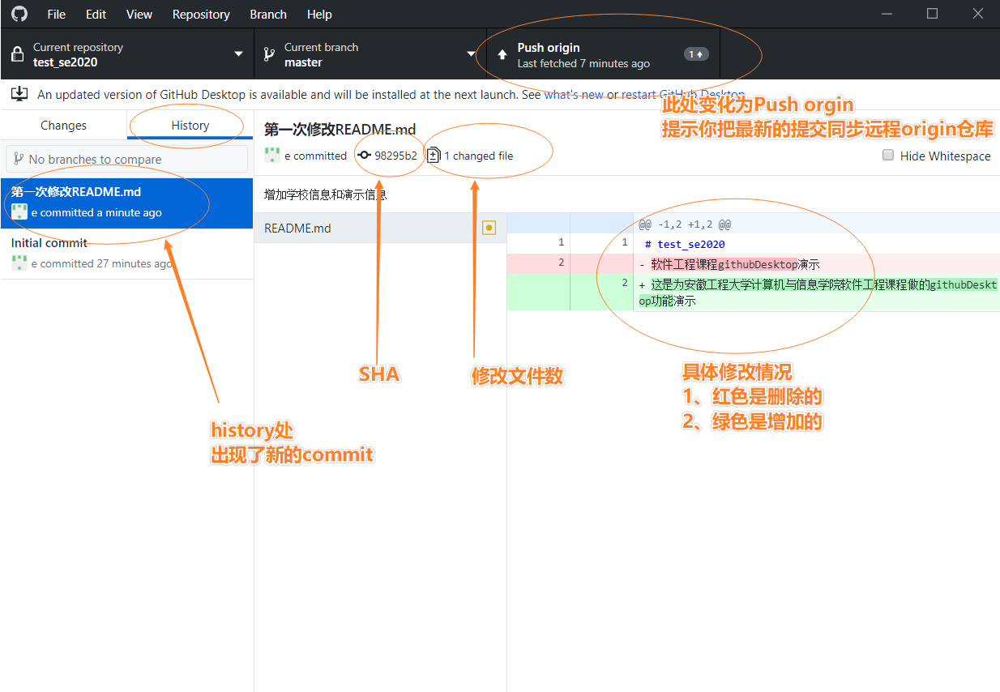 File Edit View Repository Branch Help
Current repository
test_se2020
Current branch
master
Push origin
Last fetched 7 minutes ago
1
An updated version of GitHub Desktop is available and will be installed at the next launch. See what's new or restart GitHub Desktop.
此处变化为Push orgin
提示你把最新的提交同步远程origin仓库
Changes
History
No branches to compare
第一次修改README.md
e committed a minute ago
Initial commit
e committed 27 minutes ago
第一次修改README.md
e committed 98295b2 1 changed file
Hide Whitespace
增加学校信息和演示信息
README.md
@@ -1,2 +1,2 @@
1 1 # test_se2020
2 - 软件工程课程githubDesktop演示
2 + 这是为安徽工程大学计算机与信息学院软件工程课程做的githubDeskt
op功能演示
SHA
修改文件数
具体修改情况
1、红色是删除的
2、绿色是增加的
history处
出现了新的commit